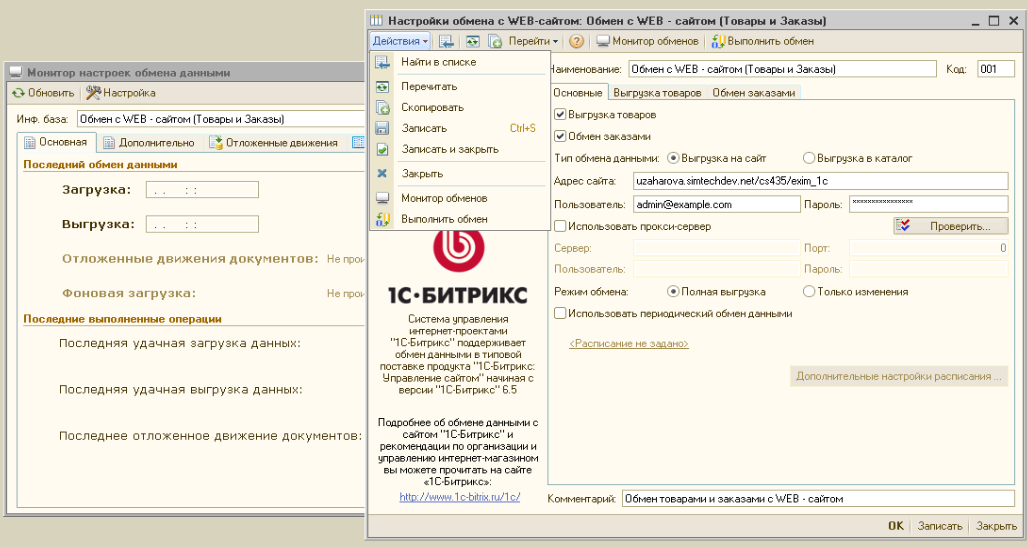 Монитор настроек обмена данными
Обновить Настройка
Инф. база: Обмен с WEB - сайтом (Товары и Заказы)
Основная Дополнительно Отложенные движения
Последний обмен данными
Загрузка: . . : :
Выгрузка: . . : :
Отложенные движения документов: Не прои
Фоновая загрузка: Не прои
Последние выполненные операции
Последняя удачная загрузка данных:
Последняя удачная выгрузка данных:
Последнее отложенное движение документов:
Настройки обмена с WEB-сайтом: Обмен с WEB - сайтом (Товары и Заказы)
Действия Перейти Монитор обменов Выполнить обмен
Найти в списке
Перечитать
Скопировать
Записать Ctrl+S
Записать и закрыть
Закрыть
Монитор обменов
Выполнить обмен
1С·БИТРИКС
Система управления
интернет-проектами
"1С-Битрикс" поддерживает
обмен данными в типовой
поставке продукта "1С-Битрикс:
Управление сайтом" начиная с
версии "1С-Битрикс" 6.5
Подробнее об обмене данными с
сайтом "1С-Битрикс" и
рекомендации по организации и
управлению интернет-магазином
вы можете прочитать на сайте
«1С-Битрикс»:
http://www.1c-bitrix.ru/1c/
Наименование: Обмен с WEB - сайтом (Товары и Заказы) Код: 001
Основные Выгрузка товаров Обмен заказами
Выгрузка товаров
Обмен заказами
Тип обмена данными: Выгрузка на сайт Выгрузка в каталог
Адрес сайта: uzaharova.simtechdev.net/cs435/exim_1c
Пользователь: admin@example.com Пароль: ***************
Использовать прокси-сервер Проверить...
Сервер: Порт: 0
Пользователь: Пароль:
Режим обмена: Полная выгрузка Только изменения
Использовать периодический обмен данными
<Расписание не задано>
Дополнительные настройки расписания ...
Комментарий: Обмен товарами и заказами с WEB - сайтом
OK Записать Закрыть